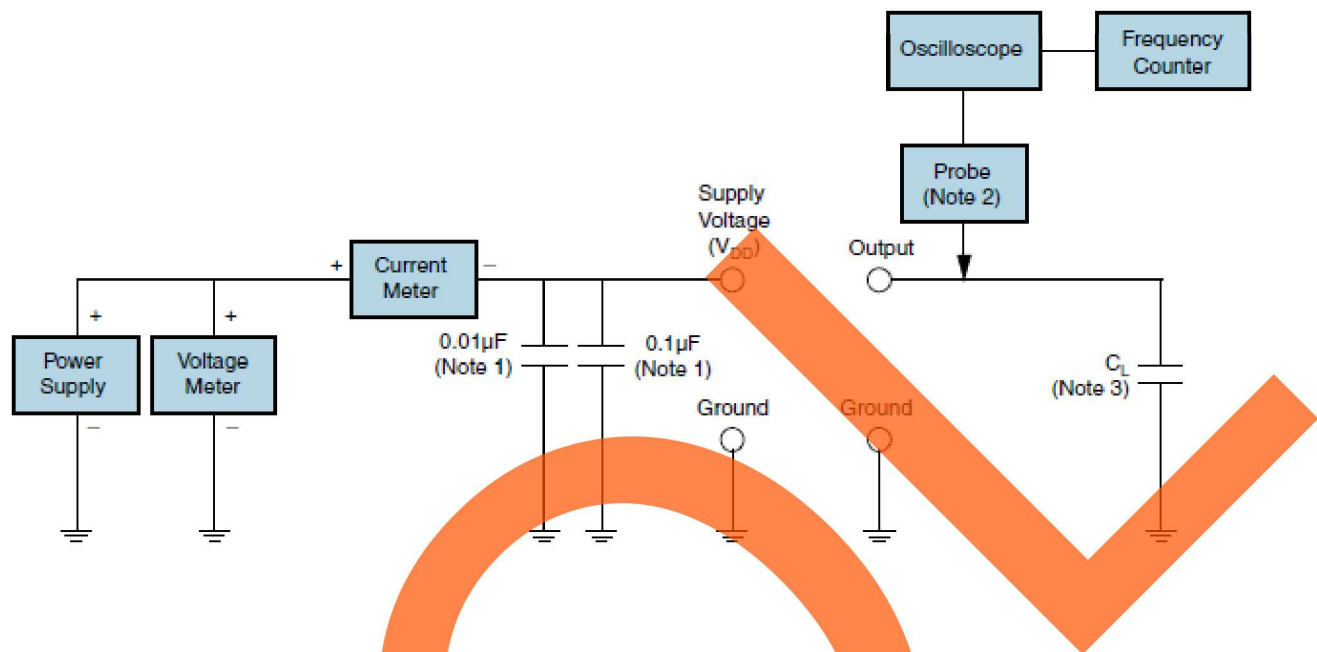 Oscilloscope
Frequency
Counter
Probe
(Note 2)
Supply
Voltage
(V_DD)
Output
+
Current
Meter
–
+
Power
Supply
–
+
Voltage
Meter
–
0.01µF
(Note 1)
0.1µF
(Note 1)
C_L
(Note 3)
Ground
Ground